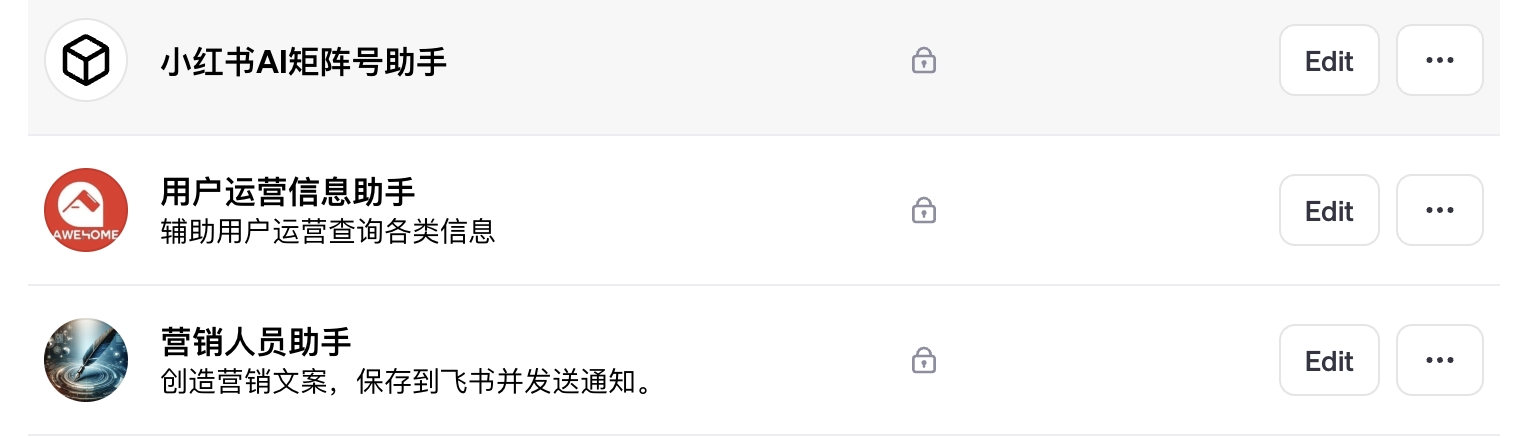 小红书AI矩阵号助手
Edit
用户运营信息助手
辅助用户运营查询各类信息
AWESOME
Edit
营销人员助手
创造营销文案，保存到飞书并发送通知。
Edit